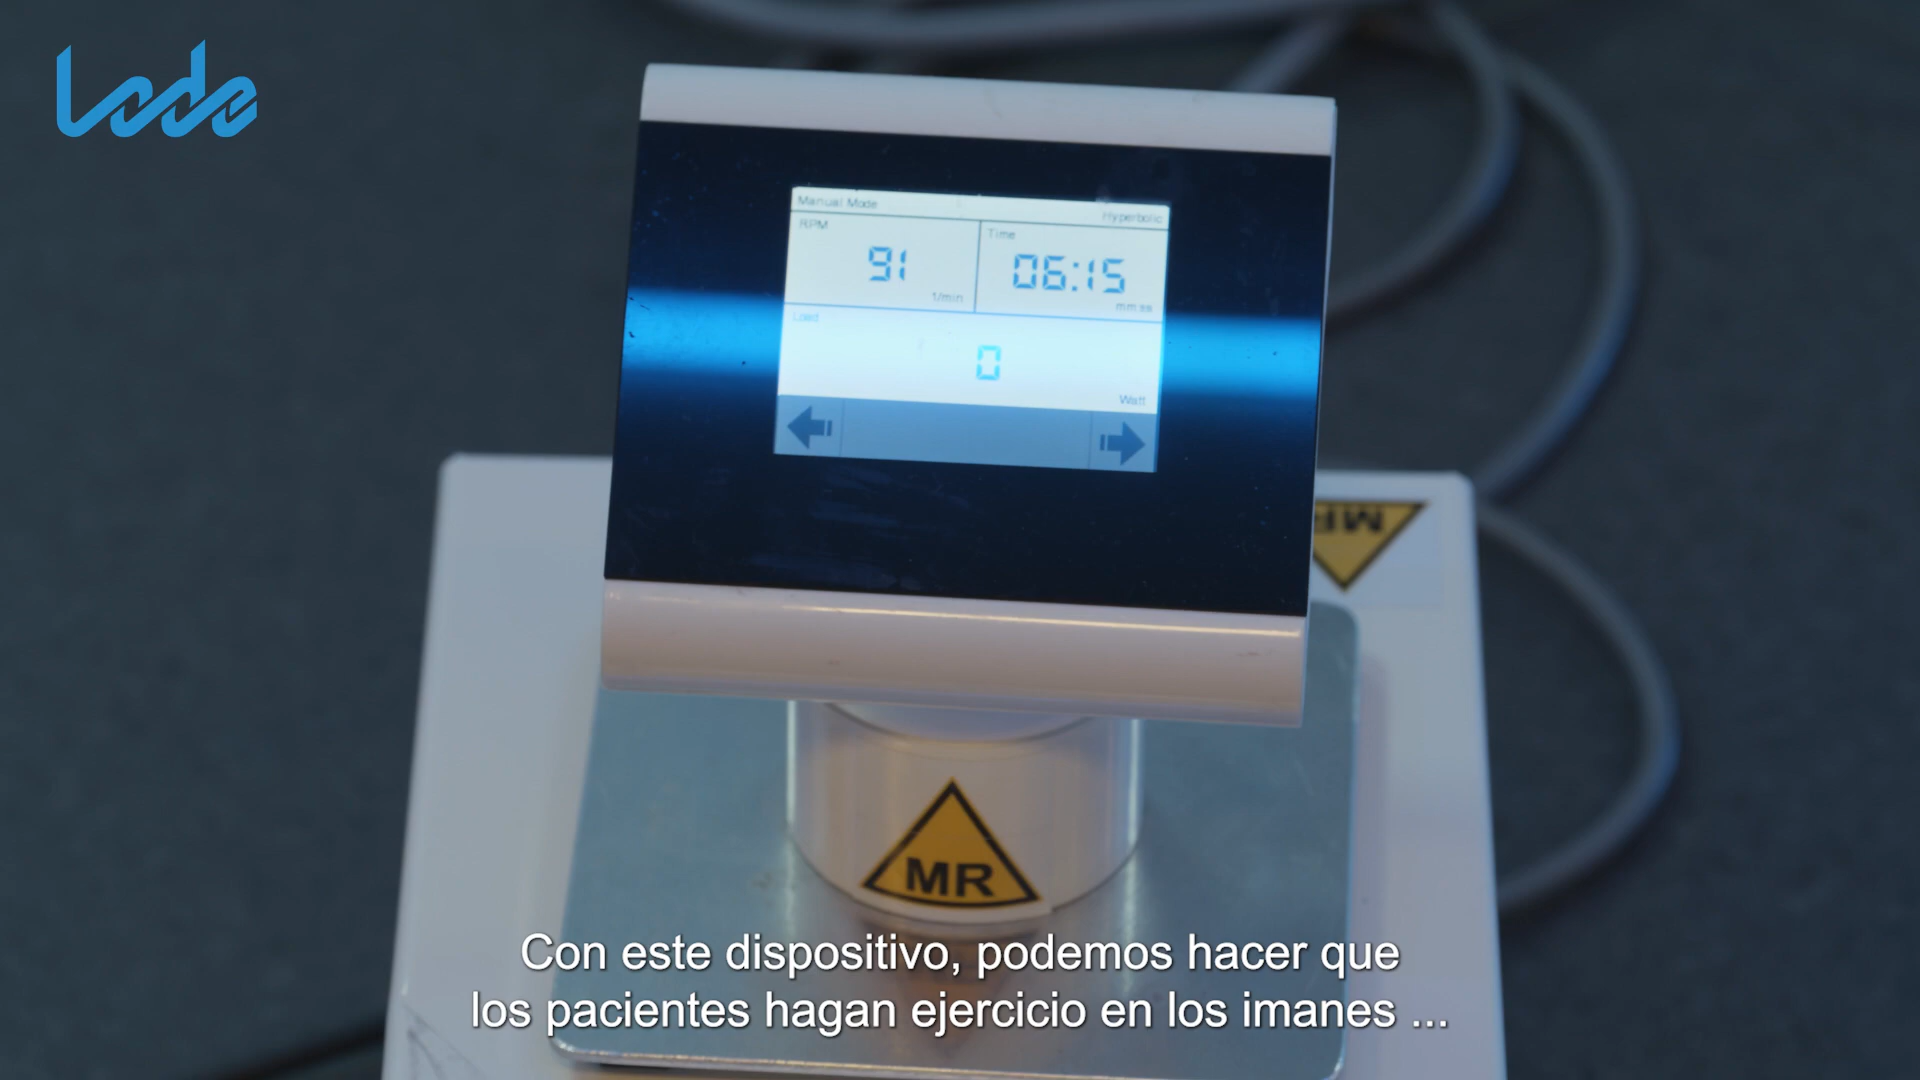 Lode
Manual Mode
Hyperbolic
RPM
91
1/min
Time
06:15
mm:ss
Load
0
Watt
MR
MR
Con este dispositivo, podemos hacer que
los pacientes hagan ejercicio en los imanes ...